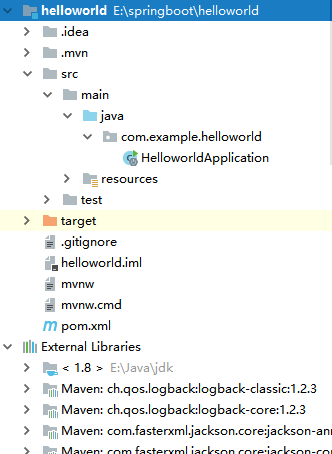 helloworld E:\springboot\helloworld
.idea
.mvn
src
main
java
com.example.helloworld
HelloworldApplication
resources
test
target
.gitignore
helloworld.iml
mvnw
mvnw.cmd
pom.xml
External Libraries
< 1.8 > E:\Java\jdk
Maven: ch.qos.logback:logback-classic:1.2.3
Maven: ch.qos.logback:logback-core:1.2.3
Maven: com.fasterxml.jackson.core:jackson-an
Maven: com.fasterxml.jackson.core:jackson-co